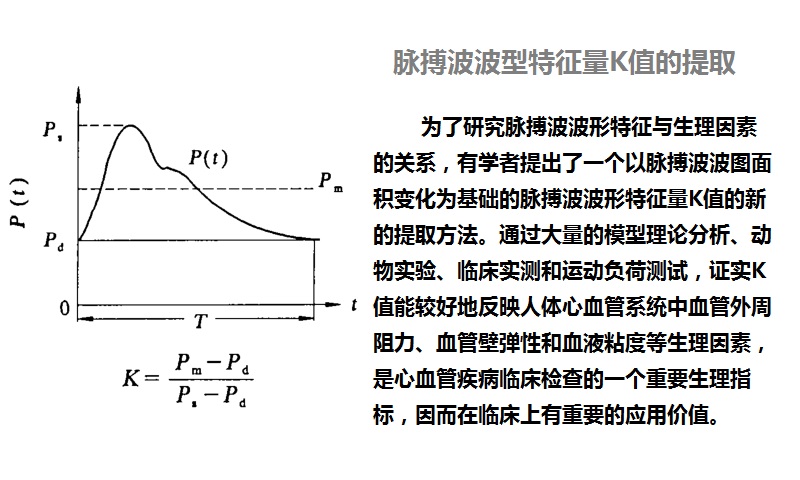 脉搏波波型特征量K值的提取
为了研究脉搏波波形特征与生理因素
的关系，有学者提出了一个以脉搏波波图面
积变化为基础的脉搏波波形特征量K值的新
的提取方法。通过大量的模型理论分析、动
物实验、临床实测和运动负荷测试，证实K
值能较好地反映人体心血管系统中血管外周
阻力、血管壁弹性和血液粘度等生理因素，
是心血管疾病临床检查的一个重要生理指
标，因而在临床上有重要的应用价值。
P(t)
Ps
P(t)
Pm
Pd
0
t
T
K = (Pm − Pd) / (Ps − Pd)